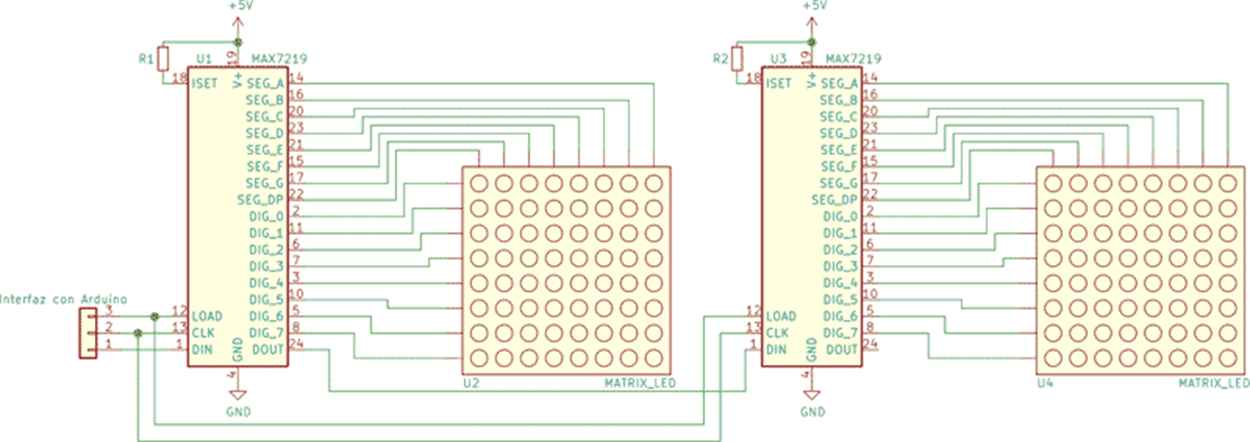 +5V
R1
U1
MAX7219
19
V+
18
ISET
SEG_A
14
SEG_B
16
SEG_C
20
SEG_D
23
SEG_E
21
SEG_F
15
SEG_G
17
SEG_DP
22
DIG_0
2
DIG_1
11
DIG_2
6
DIG_3
7
DIG_4
3
DIG_5
10
DIG_6
5
DIG_7
8
DOUT
24
Interfaz con Arduino
3
2
1
12
LOAD
13
CLK
1
DIN
GND
4
GND
U2
MATRIX_LED
+5V
R2
U3
MAX7219
19
V+
18
ISET
SEG_A
14
SEG_B
16
SEG_C
20
SEG_D
23
SEG_E
21
SEG_F
15
SEG_G
17
SEG_DP
22
DIG_0
2
DIG_1
11
DIG_2
6
DIG_3
7
DIG_4
3
DIG_5
10
DIG_6
5
DIG_7
8
DOUT
24
12
LOAD
13
CLK
1
DIN
GND
4
GND
U4
MATRIX_LED